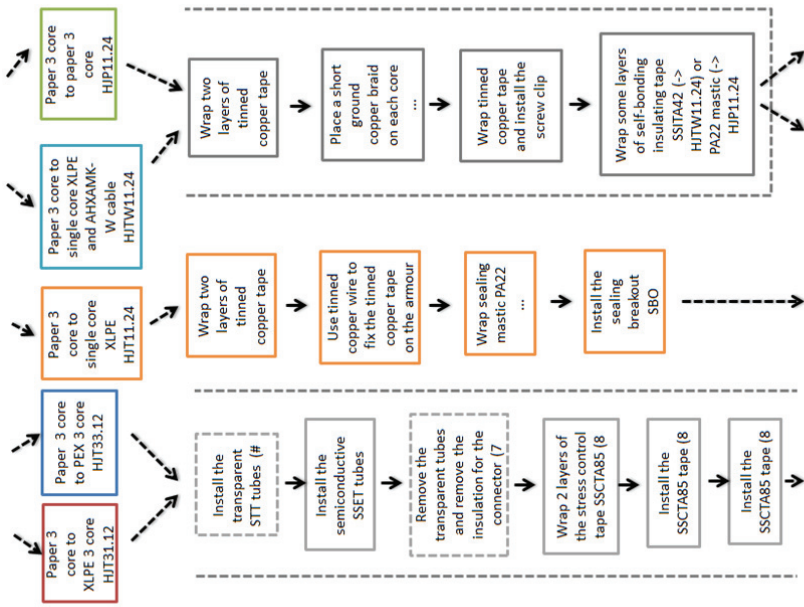 Paper 3
core to
XLPE 3 core
HJT31.12
Paper 3 core
to PEX 3 core
HJT33.12
Paper 3
core to
single core
XLPE
HJT11.24
Paper 3 core to
single core XLPE
and AHXAMK-
W cable
HJTW11.24
Paper 3 core
to paper 3
core
HJP11.24
Install the
transparent
STT tubes (#
Install the
semiconductive
SSET tubes
Remove the
transparent tubes
and remove the
insulation for the
connector (7
Wrap 2 layers of
the stress control
tape SSCTA85 (8
Install the
SSCTA85 tape (8
Install the
SSCTA85 tape (8
Wrap two
layers of
tinned
copper tape
Use tinned
copper wire to
fix the tinned
copper tape
on the armour
Wrap sealing
mastic PA22
...
Install the
sealing
breakout
SBO
Wrap two
layers of
tinned
copper tape
Place a short
ground
copper braid
on each core
...
Wrap tinned
copper tape
and install the
screw clip
Wrap some layers
of self-bonding
insulating tape
SSITA42 (->
HJTW11.24) or
PA22 mastic (->
HJP11.24